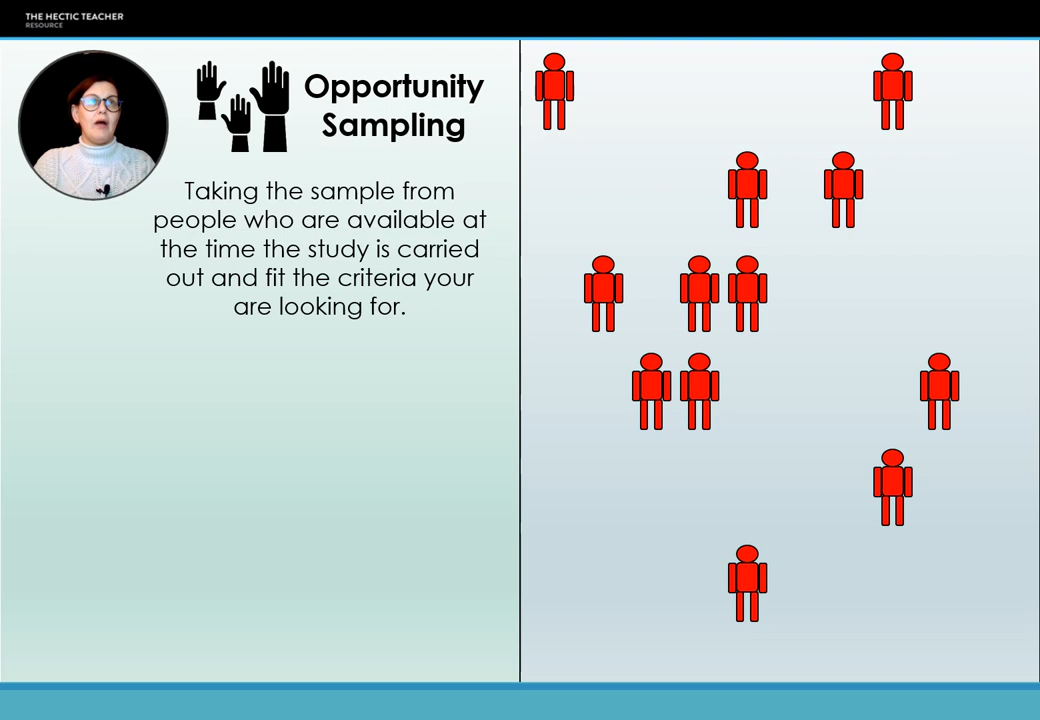 THE HECTIC TEACHER
RESOURCE
Opportunity
Sampling
Taking the sample from
people who are available at
the time the study is carried
out and fit the criteria your
are looking for.